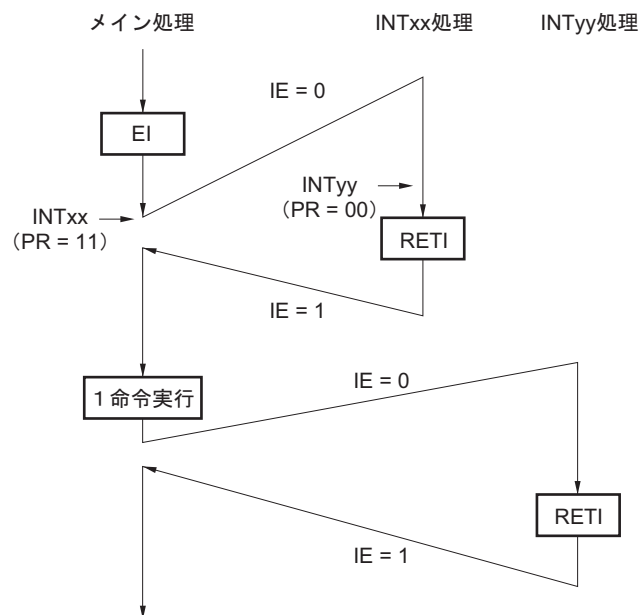 メイン処理 INTxx処理 INTyy処理
IE = 0
EI
INTyy
(PR = 00)
INTxx
（PR = 11）
RETI
IE = 1
IE = 0
1 命令実行
RETI
IE = 1